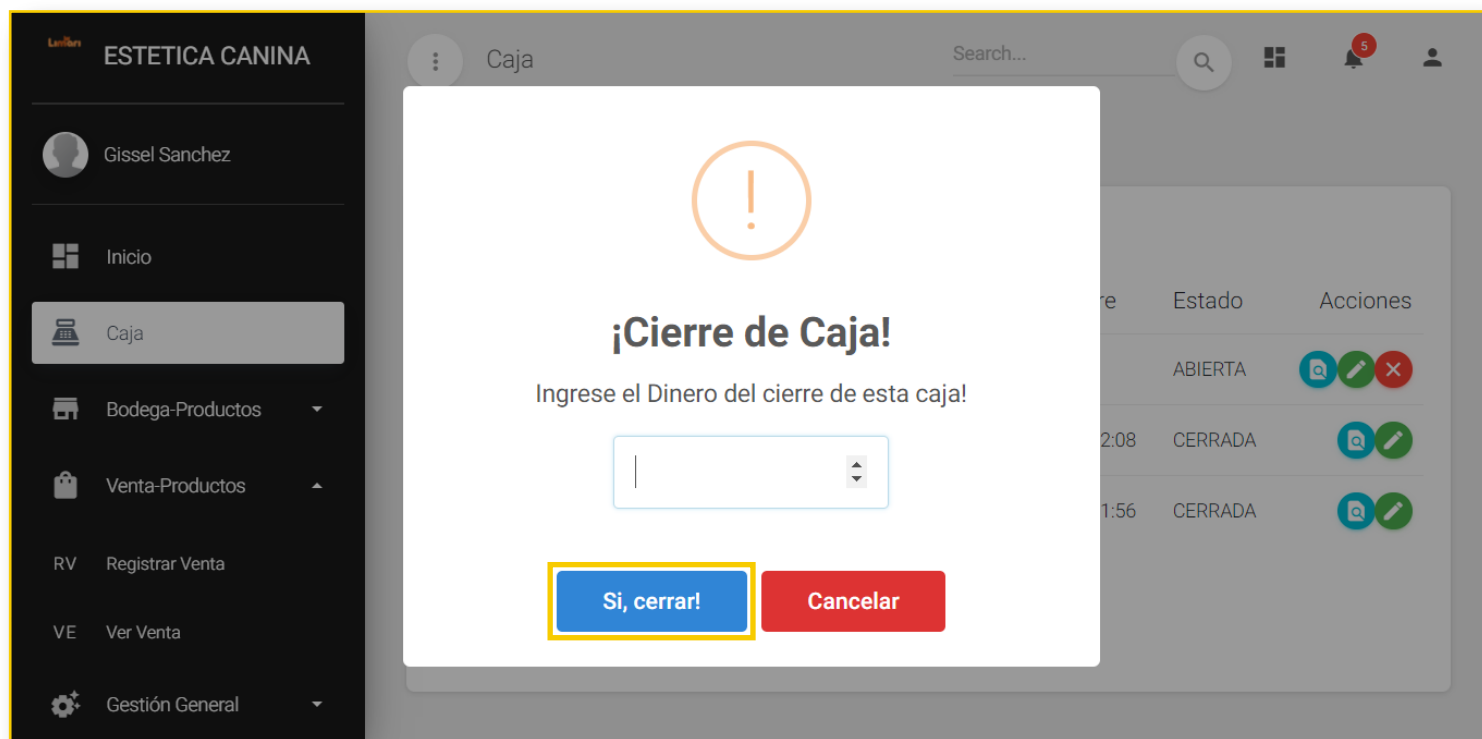 ESTETICA CANINA
Gissel Sanchez
Inicio
Caja
Bodega-Productos
Venta-Productos
RV Registrar Venta
VE Ver Venta
Gestión General
Caja
Search...
5
¡Cierre de Caja!
Ingrese el Dinero del cierre de esta caja!
Si, cerrar!
Cancelar
re Estado Acciones
ABIERTA
2:08 CERRADA
1:56 CERRADA